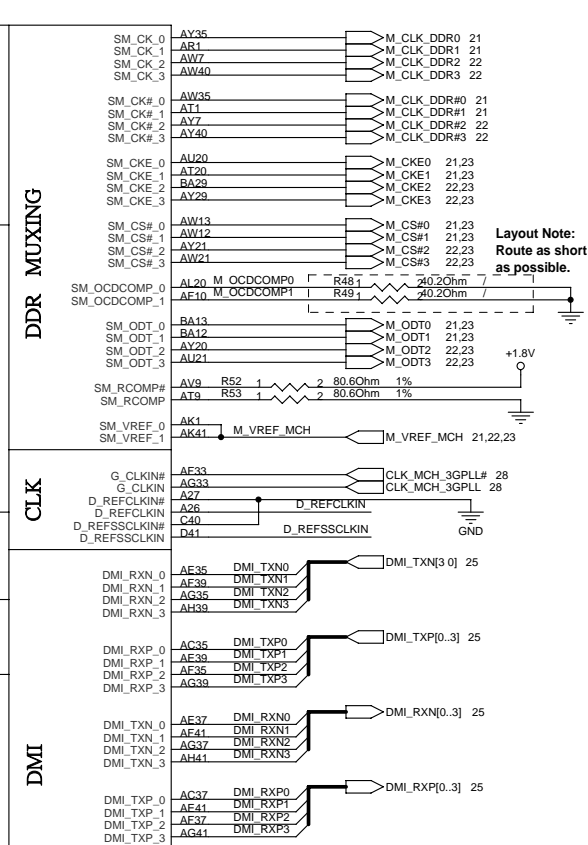 DDR MUXING
SM_CK_0 AY35 M_CLK_DDR0 21
SM_CK_1 AR1 M_CLK_DDR1 21
SM_CK_2 AW7 M_CLK_DDR2 22
SM_CK_3 AW40 M_CLK_DDR3 22
SM_CK#_0 AW35 M_CLK_DDR#0 21
SM_CK#_1 AT1 M_CLK_DDR#1 21
SM_CK#_2 AY7 M_CLK_DDR#2 22
SM_CK#_3 AY40 M_CLK_DDR#3 22
SM_CKE_0 AU20 M_CKE0 21,23
SM_CKE_1 AT20 M_CKE1 21,23
SM_CKE_2 BA29 M_CKE2 22,23
SM_CKE_3 AY29 M_CKE3 22,23
SM_CS#_0 AW13 M_CS#0 21,23
SM_CS#_1 AW12 M_CS#1 21,23
SM_CS#_2 AY21 M_CS#2 22,23
SM_CS#_3 AW21 M_CS#3 22,23
Layout Note:
Route as short
as possible.
SM_OCDCOMP_0 AL20 M_OCDCOMP0 R48 1 2 40.2Ohm /
SM_OCDCOMP_1 AF10 M_OCDCOMP1 R49 1 2 40.2Ohm /
SM_ODT_0 BA13 M_ODT0 21,23
SM_ODT_1 BA12 M_ODT1 21,23
SM_ODT_2 AY20 M_ODT2 22,23
SM_ODT_3 AU21 M_ODT3 22,23
+1.8V
SM_RCOMP# AV9 R52 1 2 80.6Ohm 1%
SM_RCOMP AT9 R53 1 2 80.6Ohm 1%
SM_VREF_0 AK1
SM_VREF_1 AK41 M_VREF_MCH M_VREF_MCH 21,22,23
CLK
G_CLKIN# AF33 CLK_MCH_3GPLL# 28
G_CLKIN AG33 CLK_MCH_3GPLL 28
D_REFCLKIN# A27
D_REFCLKIN A26 D_REFCLKIN
D_REFSSCLKIN# C40
D_REFSSCLKIN D41 D_REFSSCLKIN
GND
DMI
DMI_RXN_0 AE35 DMI_TXN0 DMI_TXN[3 0] 25
DMI_RXN_1 AF39 DMI_TXN1
DMI_RXN_2 AG35 DMI_TXN2
DMI_RXN_3 AH39 DMI_TXN3
DMI_RXP_0 AC35 DMI_TXP0 DMI_TXP[0..3] 25
DMI_RXP_1 AE39 DMI_TXP1
DMI_RXP_2 AF35 DMI_TXP2
DMI_RXP_3 AG39 DMI_TXP3
DMI_TXN_0 AE37 DMI_RXN0 DMI_RXN[0..3] 25
DMI_TXN_1 AF41 DMI_RXN1
DMI_TXN_2 AG37 DMI_RXN2
DMI_TXN_3 AH41 DMI_RXN3
DMI_TXP_0 AC37 DMI_RXP0 DMI_RXP[0..3] 25
DMI_TXP_1 AE41 DMI_RXP1
DMI_TXP_2 AF37 DMI_RXP2
DMI_TXP_3 AG41 DMI_RXP3